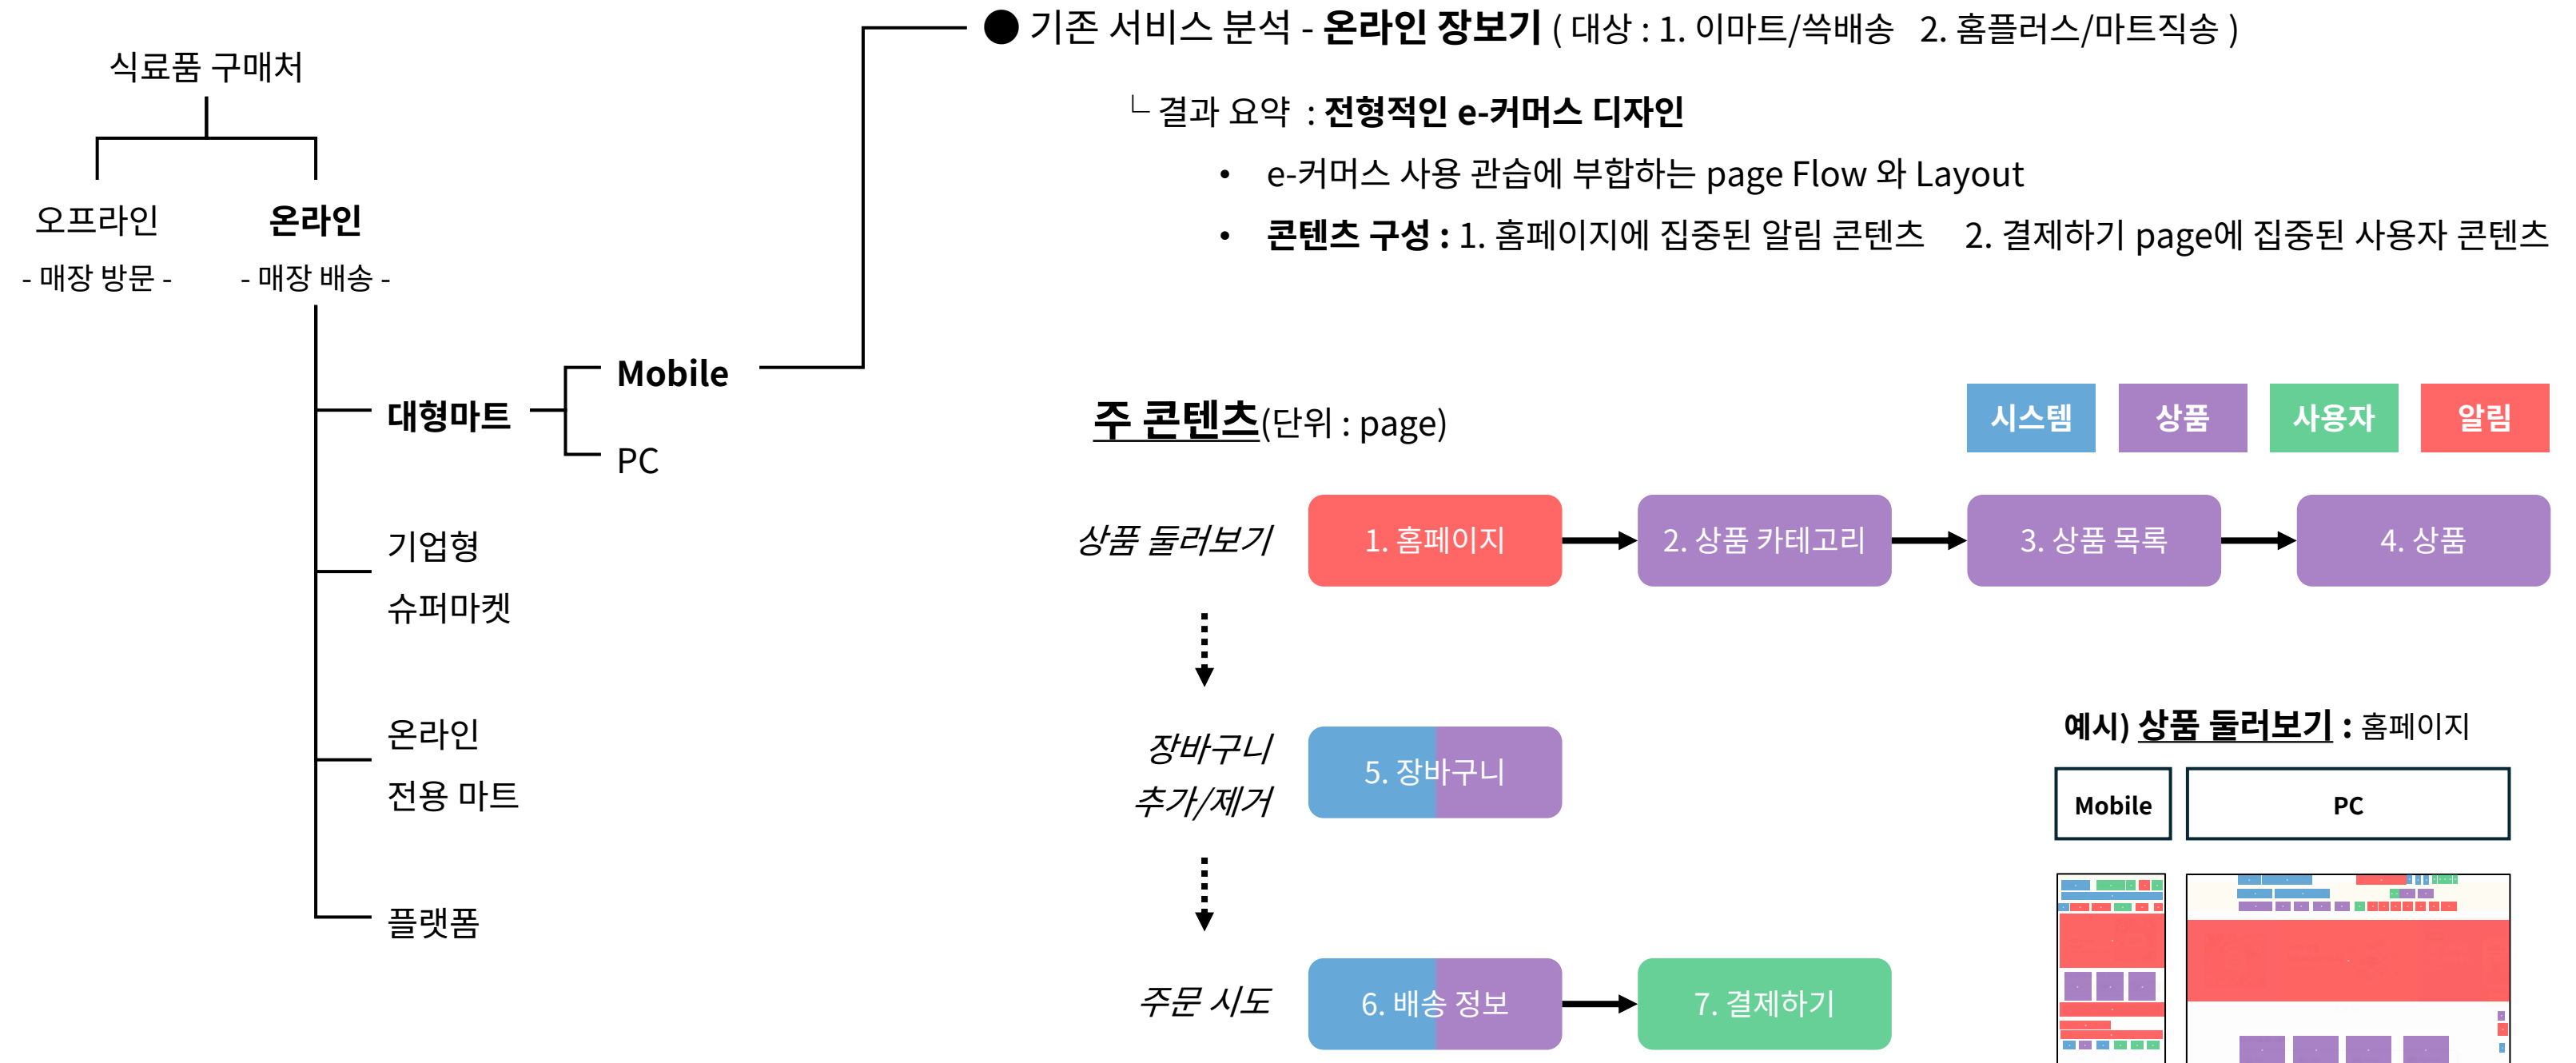 식료품 구매처
오프라인
- 매장 방문 -
온라인
- 매장 배송 -
대형마트
Mobile
PC
기업형
슈퍼마켓
온라인
전용 마트
플랫폼
● 기존 서비스 분석 - 온라인 장보기 ( 대상 : 1. 이마트/쓱배송 2. 홈플러스/마트직송 )
└ 결과 요약 : 전형적인 e-커머스 디자인
• e-커머스 사용 관습에 부합하는 page Flow 와 Layout
• 콘텐츠 구성 : 1. 홈페이지에 집중된 알림 콘텐츠 2. 결제하기 page에 집중된 사용자 콘텐츠
주 콘텐츠(단위 : page)
시스템
상품
사용자
알림
상품 둘러보기
1. 홈페이지
2. 상품 카테고리
3. 상품 목록
4. 상품
장바구니
추가/제거
5. 장바구니
주문 시도
6. 배송 정보
7. 결제하기
예시) 상품 둘러보기 : 홈페이지
Mobile
PC